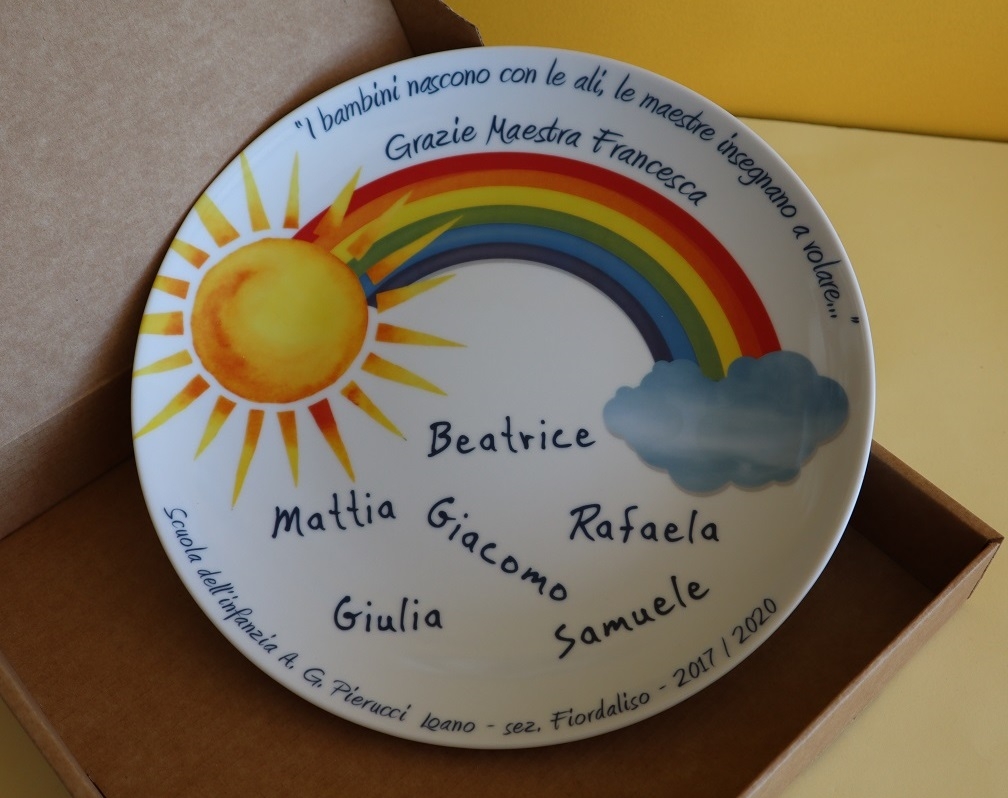 "I bambini nascono con le ali, le maestre insegnano a volare..."
Grazie Maestra Francesca
Beatrice
Mattia
Giacomo
Rafaela
Giulia
Samuele
Scuola dell'infanzia A. G. Pierucci Loano - sez. Fiordaliso - 2017 / 2020